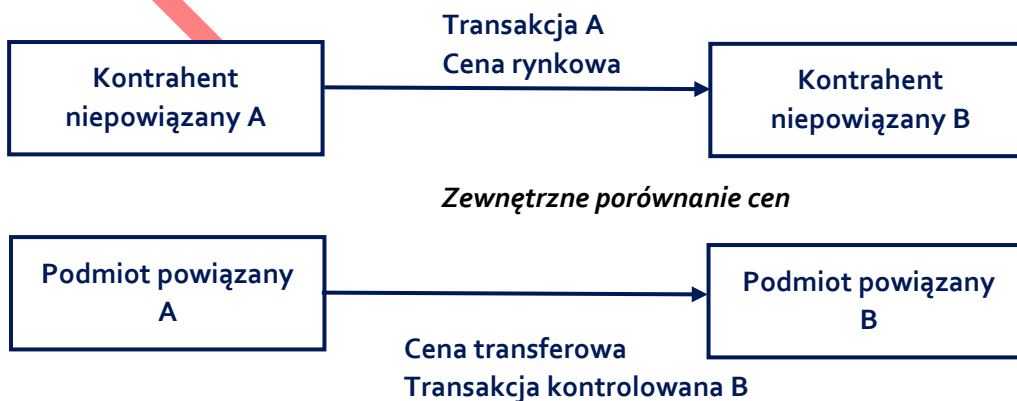 Transakcja A
Cena rynkowa
Kontrahent
niepowiązany A
Kontrahent
niepowiązany B
Zewnętrzne porównanie cen
Podmiot powiązany
A
Podmiot powiązany
B
Cena transferowa
Transakcja kontrolowana B